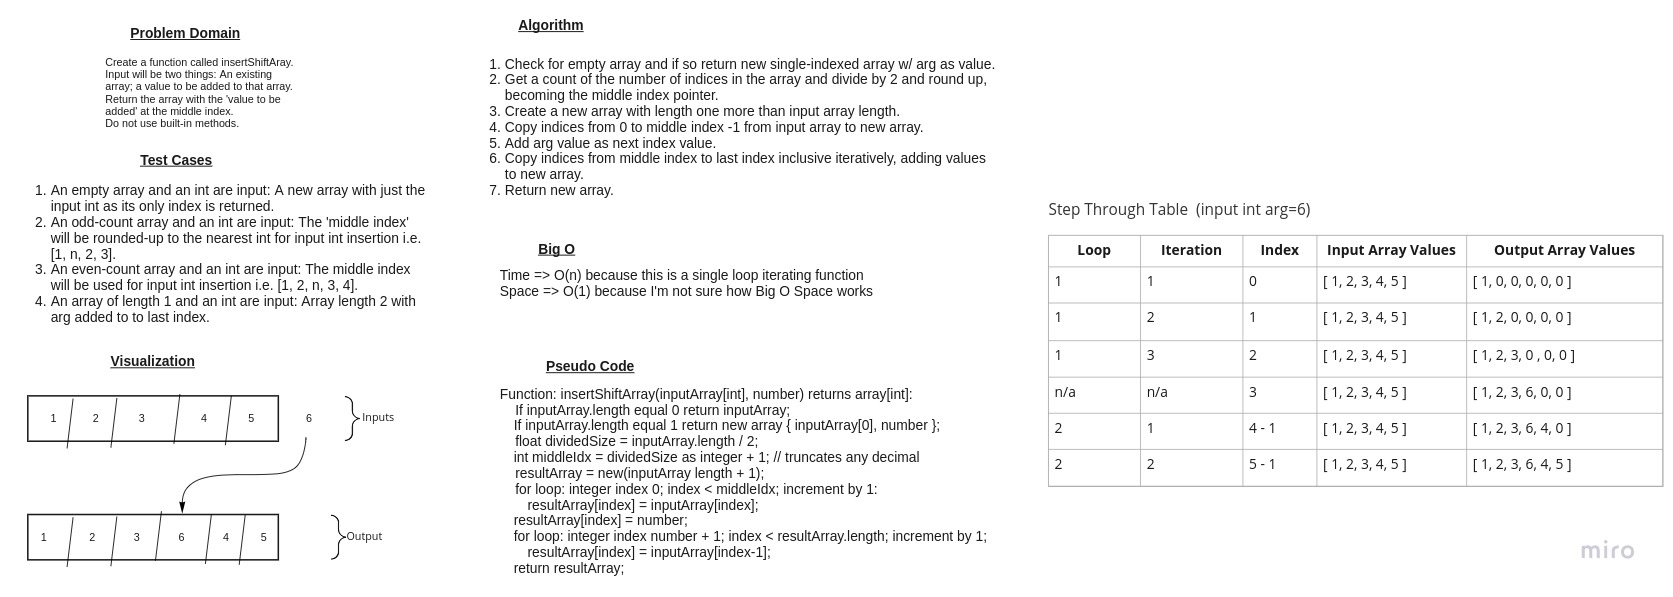 Problem Domain
Create a function called insertShiftAray.
Input will be two things: An existing
array; a value to be added to that array.
Return the array with the 'value to be
added' at the middle index.
Do not use built-in methods.
Test Cases
1. An empty array and an int are input: A new array with just the
input int as its only index is returned.
2. An odd-count array and an int are input: The 'middle index'
will be rounded-up to the nearest int for input int insertion i.e.
[1, n, 2, 3].
3. An even-count array and an int are input: The middle index
will be used for input int insertion i.e. [1, 2, n, 3, 4].
4. An array of length 1 and an int are input: Array length 2 with
arg added to to last index.
Visualization
1 2 3 4 5 6 Inputs
1 2 3 6 4 5 Output
Algorithm
1. Check for empty array and if so return new single-indexed array w/ arg as value.
2. Get a count of the number of indices in the array and divide by 2 and round up,
becoming the middle index pointer.
3. Create a new array with length one more than input array length.
4. Copy indices from 0 to middle index -1 from input array to new array.
5. Add arg value as next index value.
6. Copy indices from middle index to last index inclusive iteratively, adding values
to new array.
7. Return new array.
Big O
Time => O(n) because this is a single loop iterating function
Space => O(1) because I'm not sure how Big O Space works
Pseudo Code
Function: insertShiftArray(inputArray[int], number) returns array[int]:
If inputArray.length equal 0 return inputArray;
If inputArray.length equal 1 return new array { inputArray[0], number };
float dividedSize = inputArray.length / 2;
int middleIdx = dividedSize as integer + 1; // truncates any decimal
resultArray = new(inputArray length + 1);
for loop: integer index 0; index < middleIdx; increment by 1:
resultArray[index] = inputArray[index];
resultArray[index] = number;
for loop: integer index number + 1; index < resultArray.length; increment by 1;
resultArray[index] = inputArray[index-1];
return resultArray;
Step Through Table (input int arg=6)
Loop Iteration Index Input Array Values Output Array Values
1 1 0 [ 1, 2, 3, 4, 5 ] [ 1, 0, 0, 0, 0, 0 ]
1 2 1 [ 1, 2, 3, 4, 5 ] [ 1, 2, 0, 0, 0, 0 ]
1 3 2 [ 1, 2, 3, 4, 5 ] [ 1, 2, 3, 0 , 0, 0 ]
n/a n/a 3 [ 1, 2, 3, 4, 5 ] [ 1, 2, 3, 6, 0, 0 ]
2 1 4 - 1 [ 1, 2, 3, 4, 5 ] [ 1, 2, 3, 6, 4, 0 ]
2 2 5 - 1 [ 1, 2, 3, 4, 5 ] [ 1, 2, 3, 6, 4, 5 ]
miro